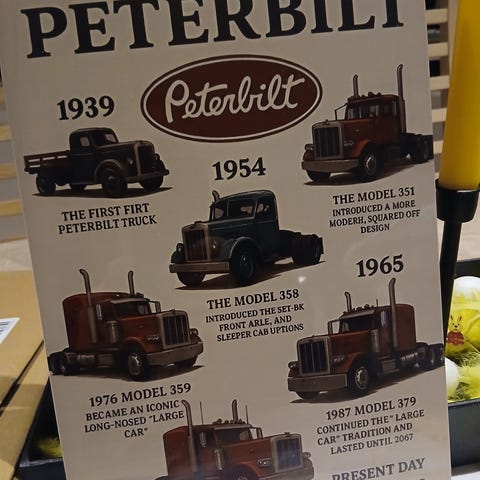 PETERBILT
Peterbilt
1939
THE FIRST FIRT
PETERBILT TRUCK
1954
THE MODEL 358
INTRODUCED THE SET-BK
FRONT ARLE, AND
SLEEPER CAB UPTIONS
THE MODEL 351
INTRODUCED A MORE
MODERH, SQUARED OFF
DESIGN
1965
1976 MODEL 359
BECAME AN ICONIC
LONG-NOSED "LARGE
CAR"
1987 MODEL 379
CONTINUED THE "LARGE
CAR" TRADITION AND
LASTED UNTIL 2067
PRESENT DAY